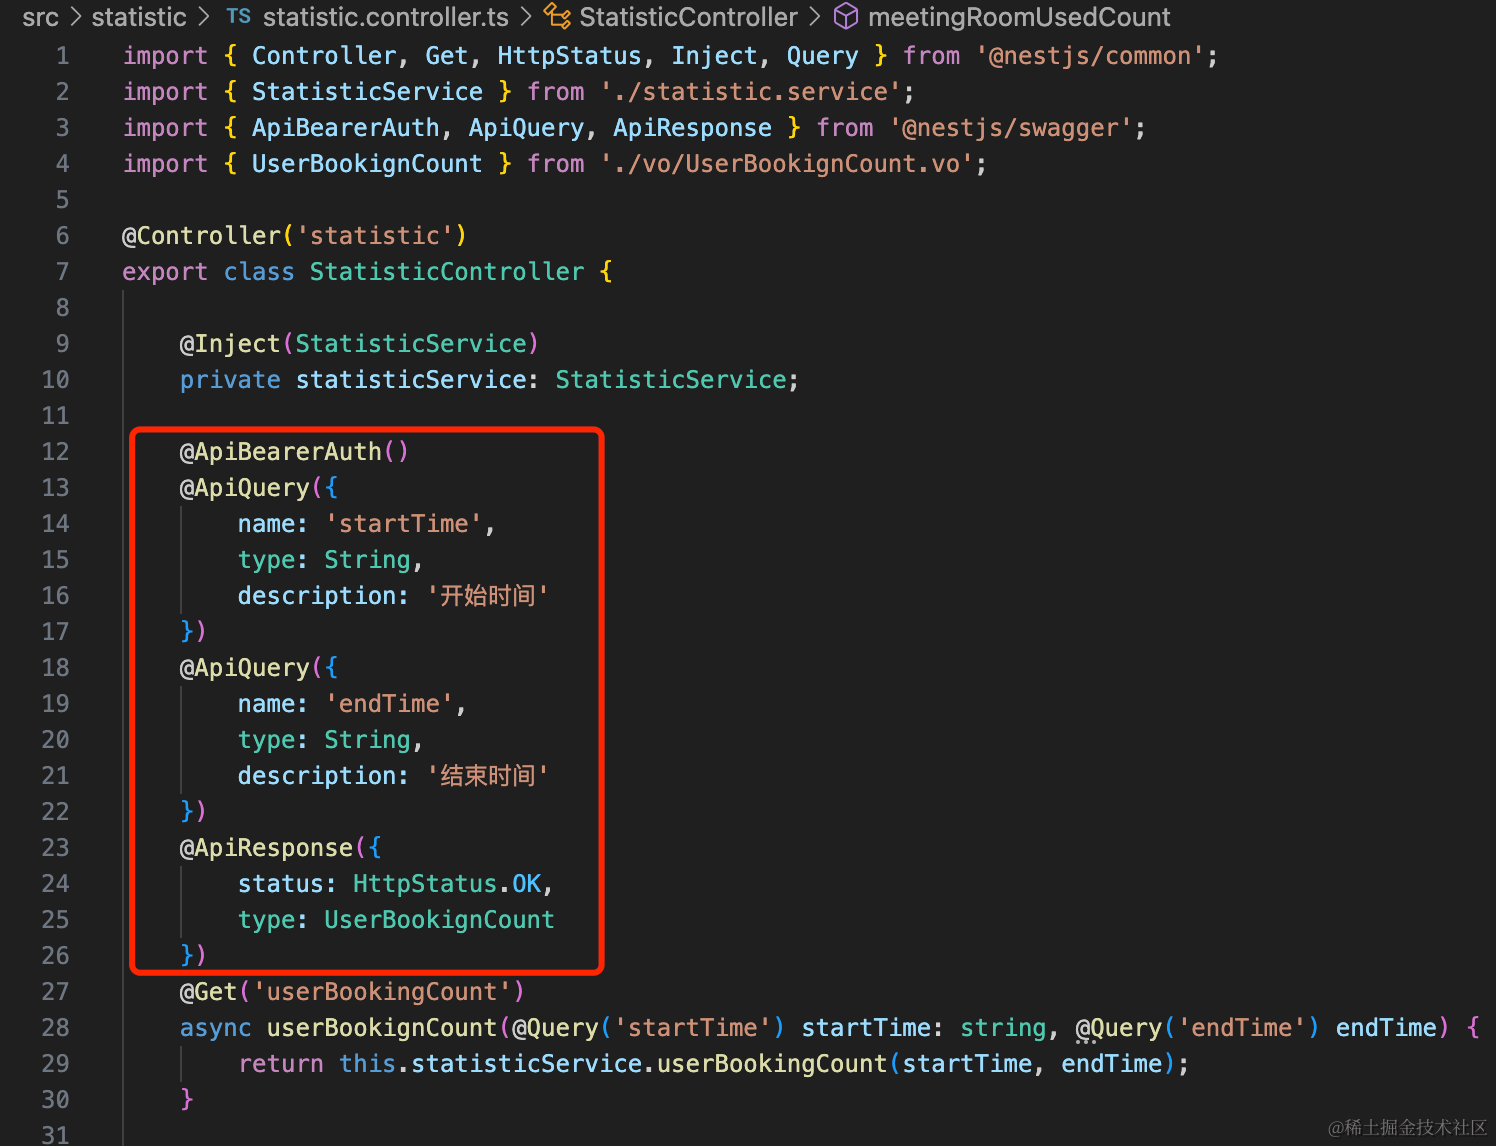 src > statistic > TS statistic.controller.ts > StatisticController > meetingRoomUsedCount
1 import { Controller, Get, HttpStatus, Inject, Query } from '@nestjs/common';
2 import { StatisticService } from './statistic.service';
3 import { ApiBearerAuth, ApiQuery, ApiResponse } from '@nestjs/swagger';
4 import { UserBookignCount } from './vo/UserBookignCount.vo';
5
6 @Controller('statistic')
7 export class StatisticController {
8
9     @Inject(StatisticService)
10     private statisticService: StatisticService;
11
12     @ApiBearerAuth()
13     @ApiQuery({
14         name: 'startTime',
15         type: String,
16         description: '开始时间'
17     })
18     @ApiQuery({
19         name: 'endTime',
20         type: String,
21         description: '结束时间'
22     })
23     @ApiResponse({
24         status: HttpStatus.OK,
25         type: UserBookignCount
26     })
27     @Get('userBookingCount')
28     async userBookignCount(@Query('startTime') startTime: string, @Query('endTime') endTime) {
29         return this.statisticService.userBookingCount(startTime, endTime);
30     }
31
@稀土掘金技术社区